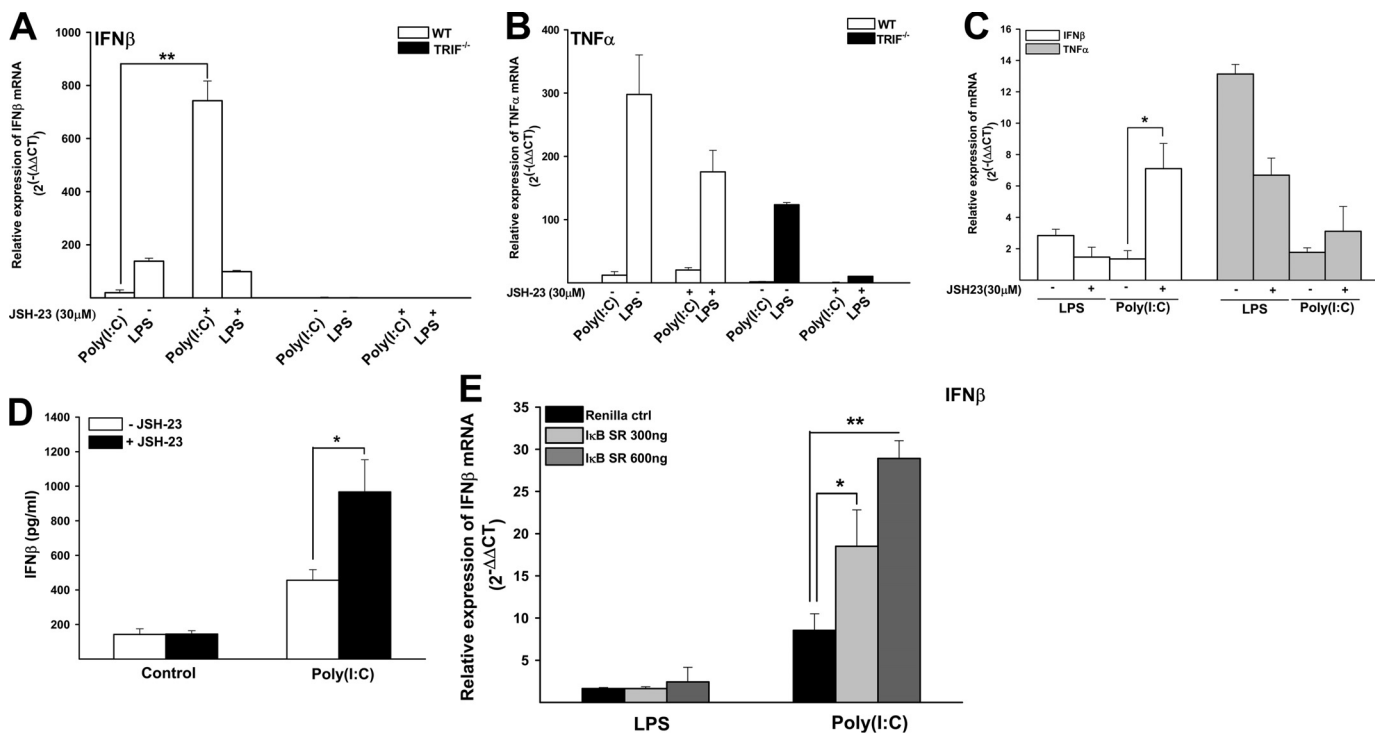 A
IFNβ
WT
TRIF-/-
Relative expression of IFNβ mRNA
(2(-(ΔΔCT))
1000
800
600
400
200
**
JSH-23 (30μM)
- - + + - - + +
Poly(I:C) LPS Poly(I:C) LPS Poly(I:C) LPS Poly(I:C) LPS
B
TNFα
WT
TRIF-/-
Relative expression of TNFα mRNA
(2(-(ΔΔCT))
400
300
200
100
JSH-23 (30μM)
- - + + - - + +
Poly(I:C) LPS Poly(I:C) LPS Poly(I:C) LPS Poly(I:C) LPS
C
IFNβ
TNFα
Relative expression of mRNA
(2(-(ΔΔCT))
16
14
12
10
8
6
4
2
*
JSH23(30μM)
- + - + - + - +
LPS Poly(I:C) LPS Poly(I:C)
D
- JSH-23
+ JSH-23
IFNβ (pg/ml)
1400
1200
1000
800
600
400
200
*
Control Poly(I:C)
E
IFNβ
Renilla ctrl
IκB SR 300ng
IκB SR 600ng
Relative expression of IFNβ mRNA
(2-ΔΔCT)
35
30
25
20
15
10
5
**
*
LPS Poly(I:C)